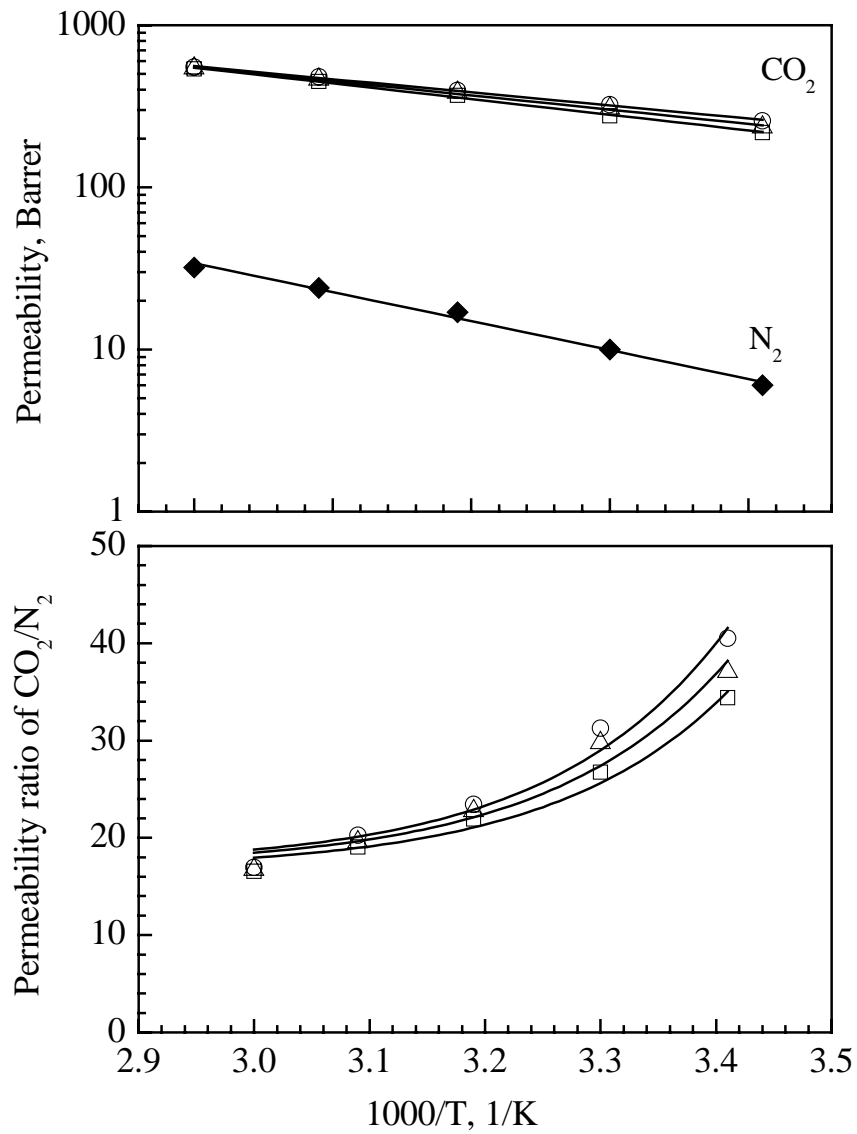 1000
CO₂
100
Permeability, Barrer
10
N₂
1
50
40
30
20
10
0
Permeability ratio of CO₂/N₂
2.9 3.0 3.1 3.2 3.3 3.4 3.5
1000/T, 1/K